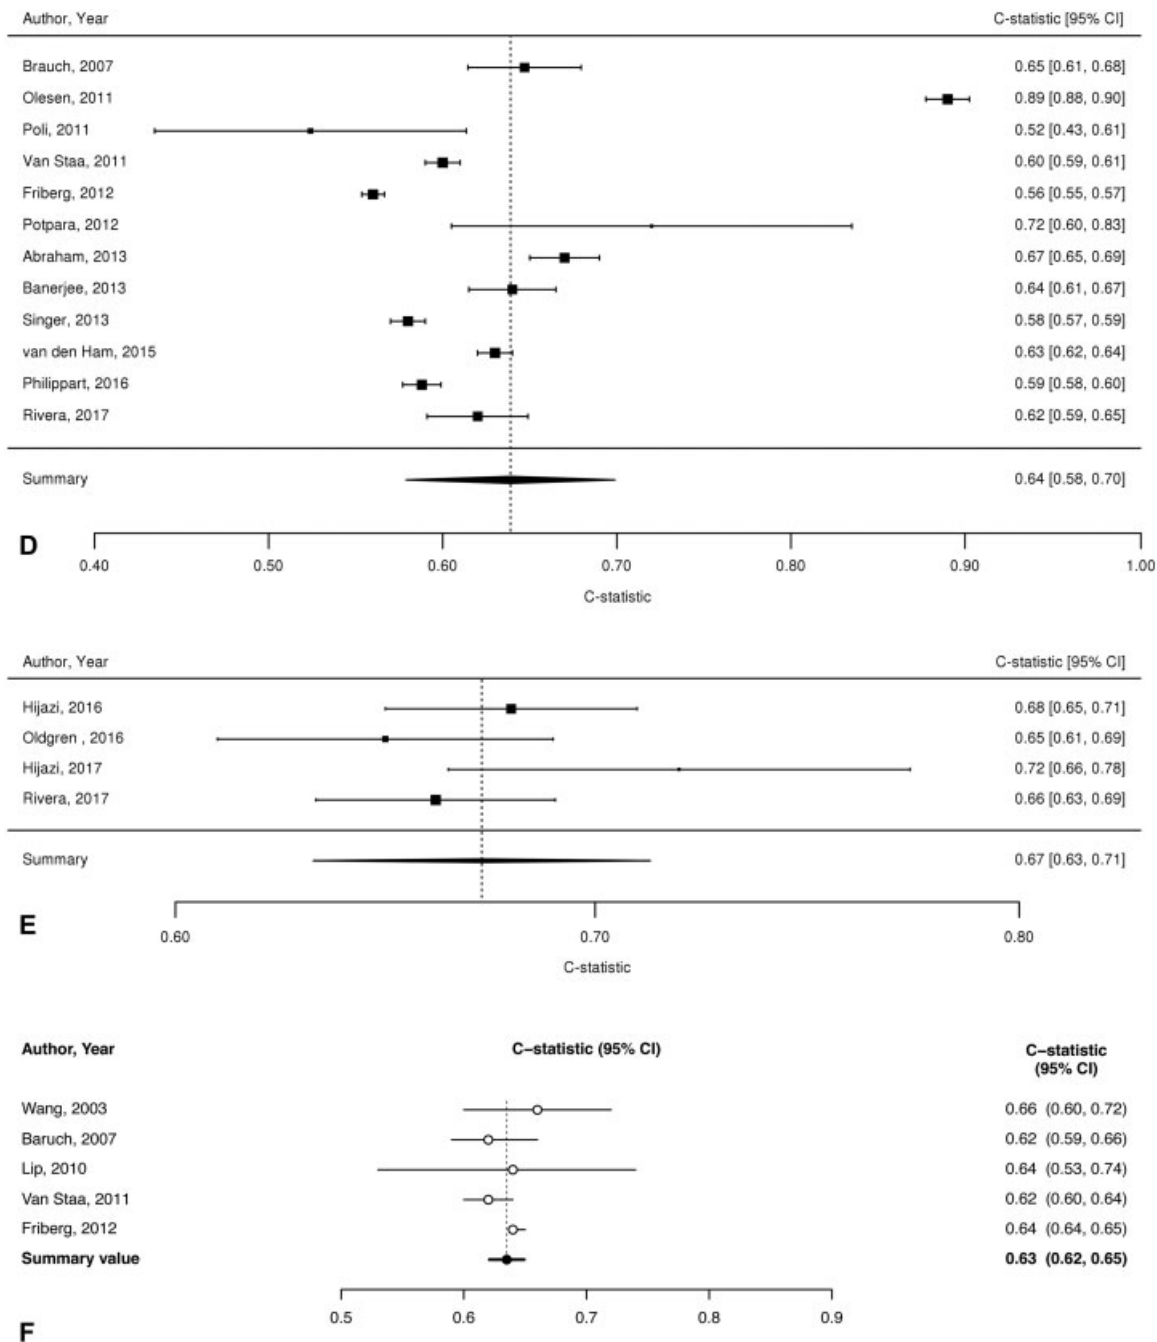 Author, Year C-statistic [95% CI]
Brauch, 2007 0.65 [0.61, 0.68]
Olesen, 2011 0.89 [0.88, 0.90]
Poli, 2011 0.52 [0.43, 0.61]
Van Staa, 2011 0.60 [0.59, 0.61]
Friberg, 2012 0.56 [0.55, 0.57]
Potpara, 2012 0.72 [0.60, 0.83]
Abraham, 2013 0.67 [0.65, 0.69]
Banerjee, 2013 0.64 [0.61, 0.67]
Singer, 2013 0.58 [0.57, 0.59]
van den Ham, 2015 0.63 [0.62, 0.64]
Philippart, 2016 0.59 [0.58, 0.60]
Rivera, 2017 0.62 [0.59, 0.65]
Summary 0.64 [0.58, 0.70]
D
0.40 0.50 0.60 0.70 0.80 0.90 1.00
C-statistic
Author, Year C-statistic [95% CI]
Hijazi, 2016 0.68 [0.65, 0.71]
Oldgren , 2016 0.65 [0.61, 0.69]
Hijazi, 2017 0.72 [0.66, 0.78]
Rivera, 2017 0.66 [0.63, 0.69]
Summary 0.67 [0.63, 0.71]
E
0.60 0.70 0.80
C-statistic
Author, Year C–statistic (95% CI) C–statistic
(95% CI)
Wang, 2003 0.66 (0.60, 0.72)
Baruch, 2007 0.62 (0.59, 0.66)
Lip, 2010 0.64 (0.53, 0.74)
Van Staa, 2011 0.62 (0.60, 0.64)
Friberg, 2012 0.64 (0.64, 0.65)
Summary value 0.63 (0.62, 0.65)
0.5 0.6 0.7 0.8 0.9
F